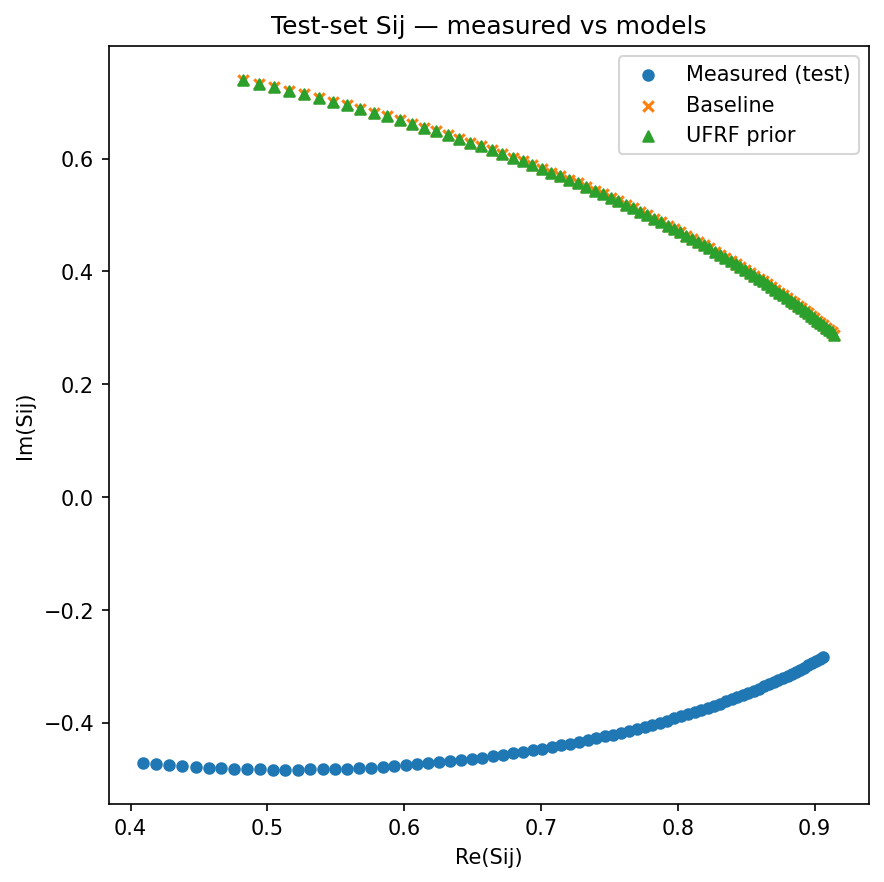 Test-set Sij — measured vs models
Measured (test)
Baseline
UFRF prior
Im(Sij)
0.6
0.4
0.2
0.0
−0.2
−0.4
0.4 0.5 0.6 0.7 0.8 0.9
Re(Sij)